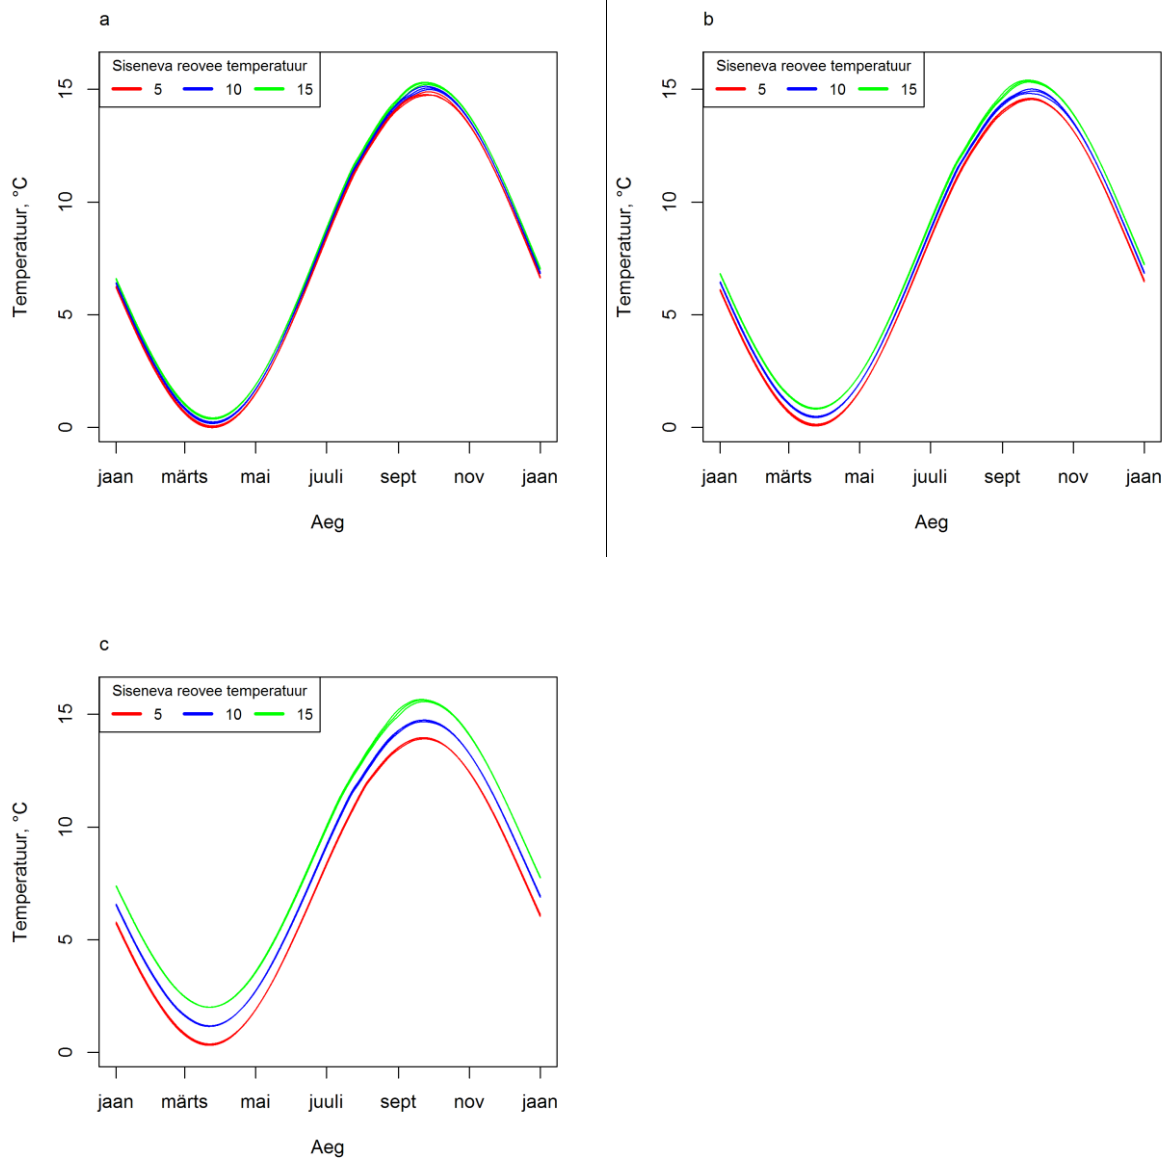 a
Siseneva reovee temperatuur
5 10 15
Temperatuur, °C
15
10
5
0
jaan märts mai juuli sept nov jaan
Aeg
b
Siseneva reovee temperatuur
5 10 15
Temperatuur, °C
15
10
5
0
jaan märts mai juuli sept nov jaan
Aeg
c
Siseneva reovee temperatuur
5 10 15
Temperatuur, °C
15
10
5
0
jaan märts mai juuli sept nov jaan
Aeg